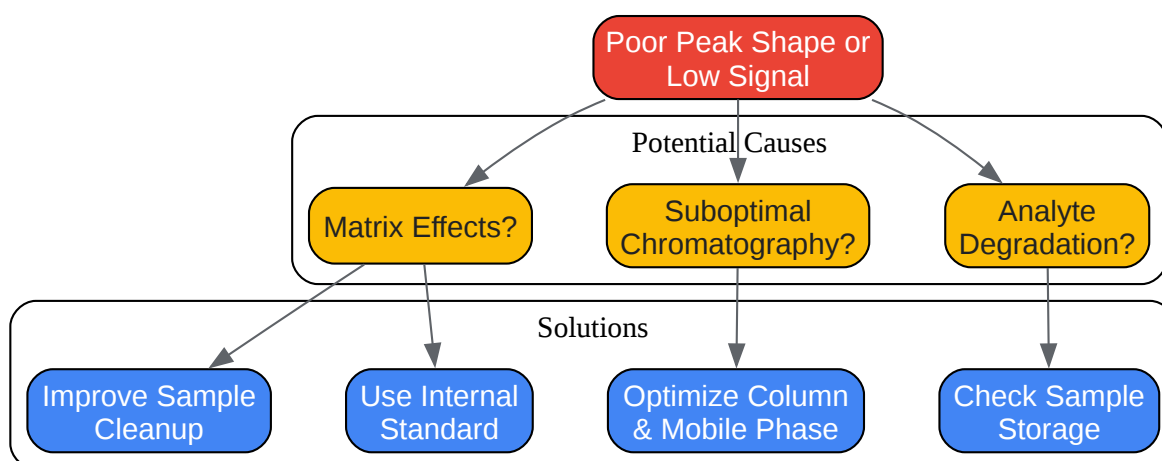 Poor Peak Shape or
Low Signal
Potential Causes
Matrix Effects?
Suboptimal
Chromatography?
Analyte
Degradation?
Solutions
Improve Sample
Cleanup
Use Internal
Standard
Optimize Column
& Mobile Phase
Check Sample
Storage